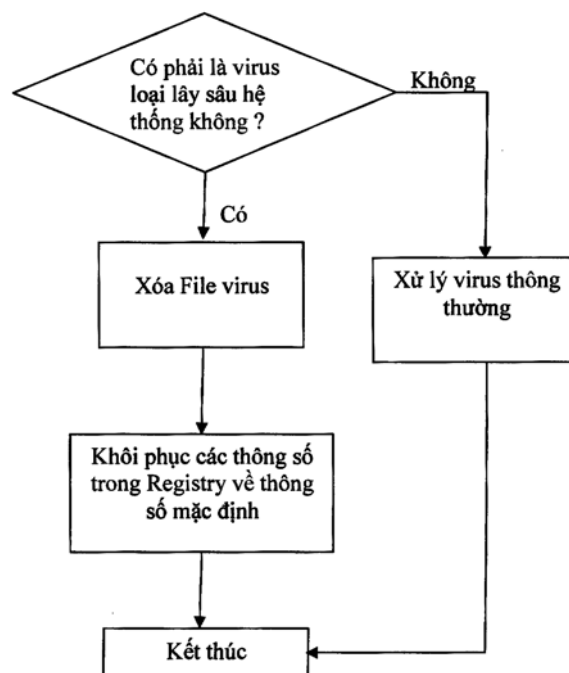 Có phải là virus
loại lây sâu hệ
thống không ?
Không
Có
Xóa File virus
Xử lý virus thông
thường
Khôi phục các thông số
trong Registry về thông
số mặc định
Kết thúc